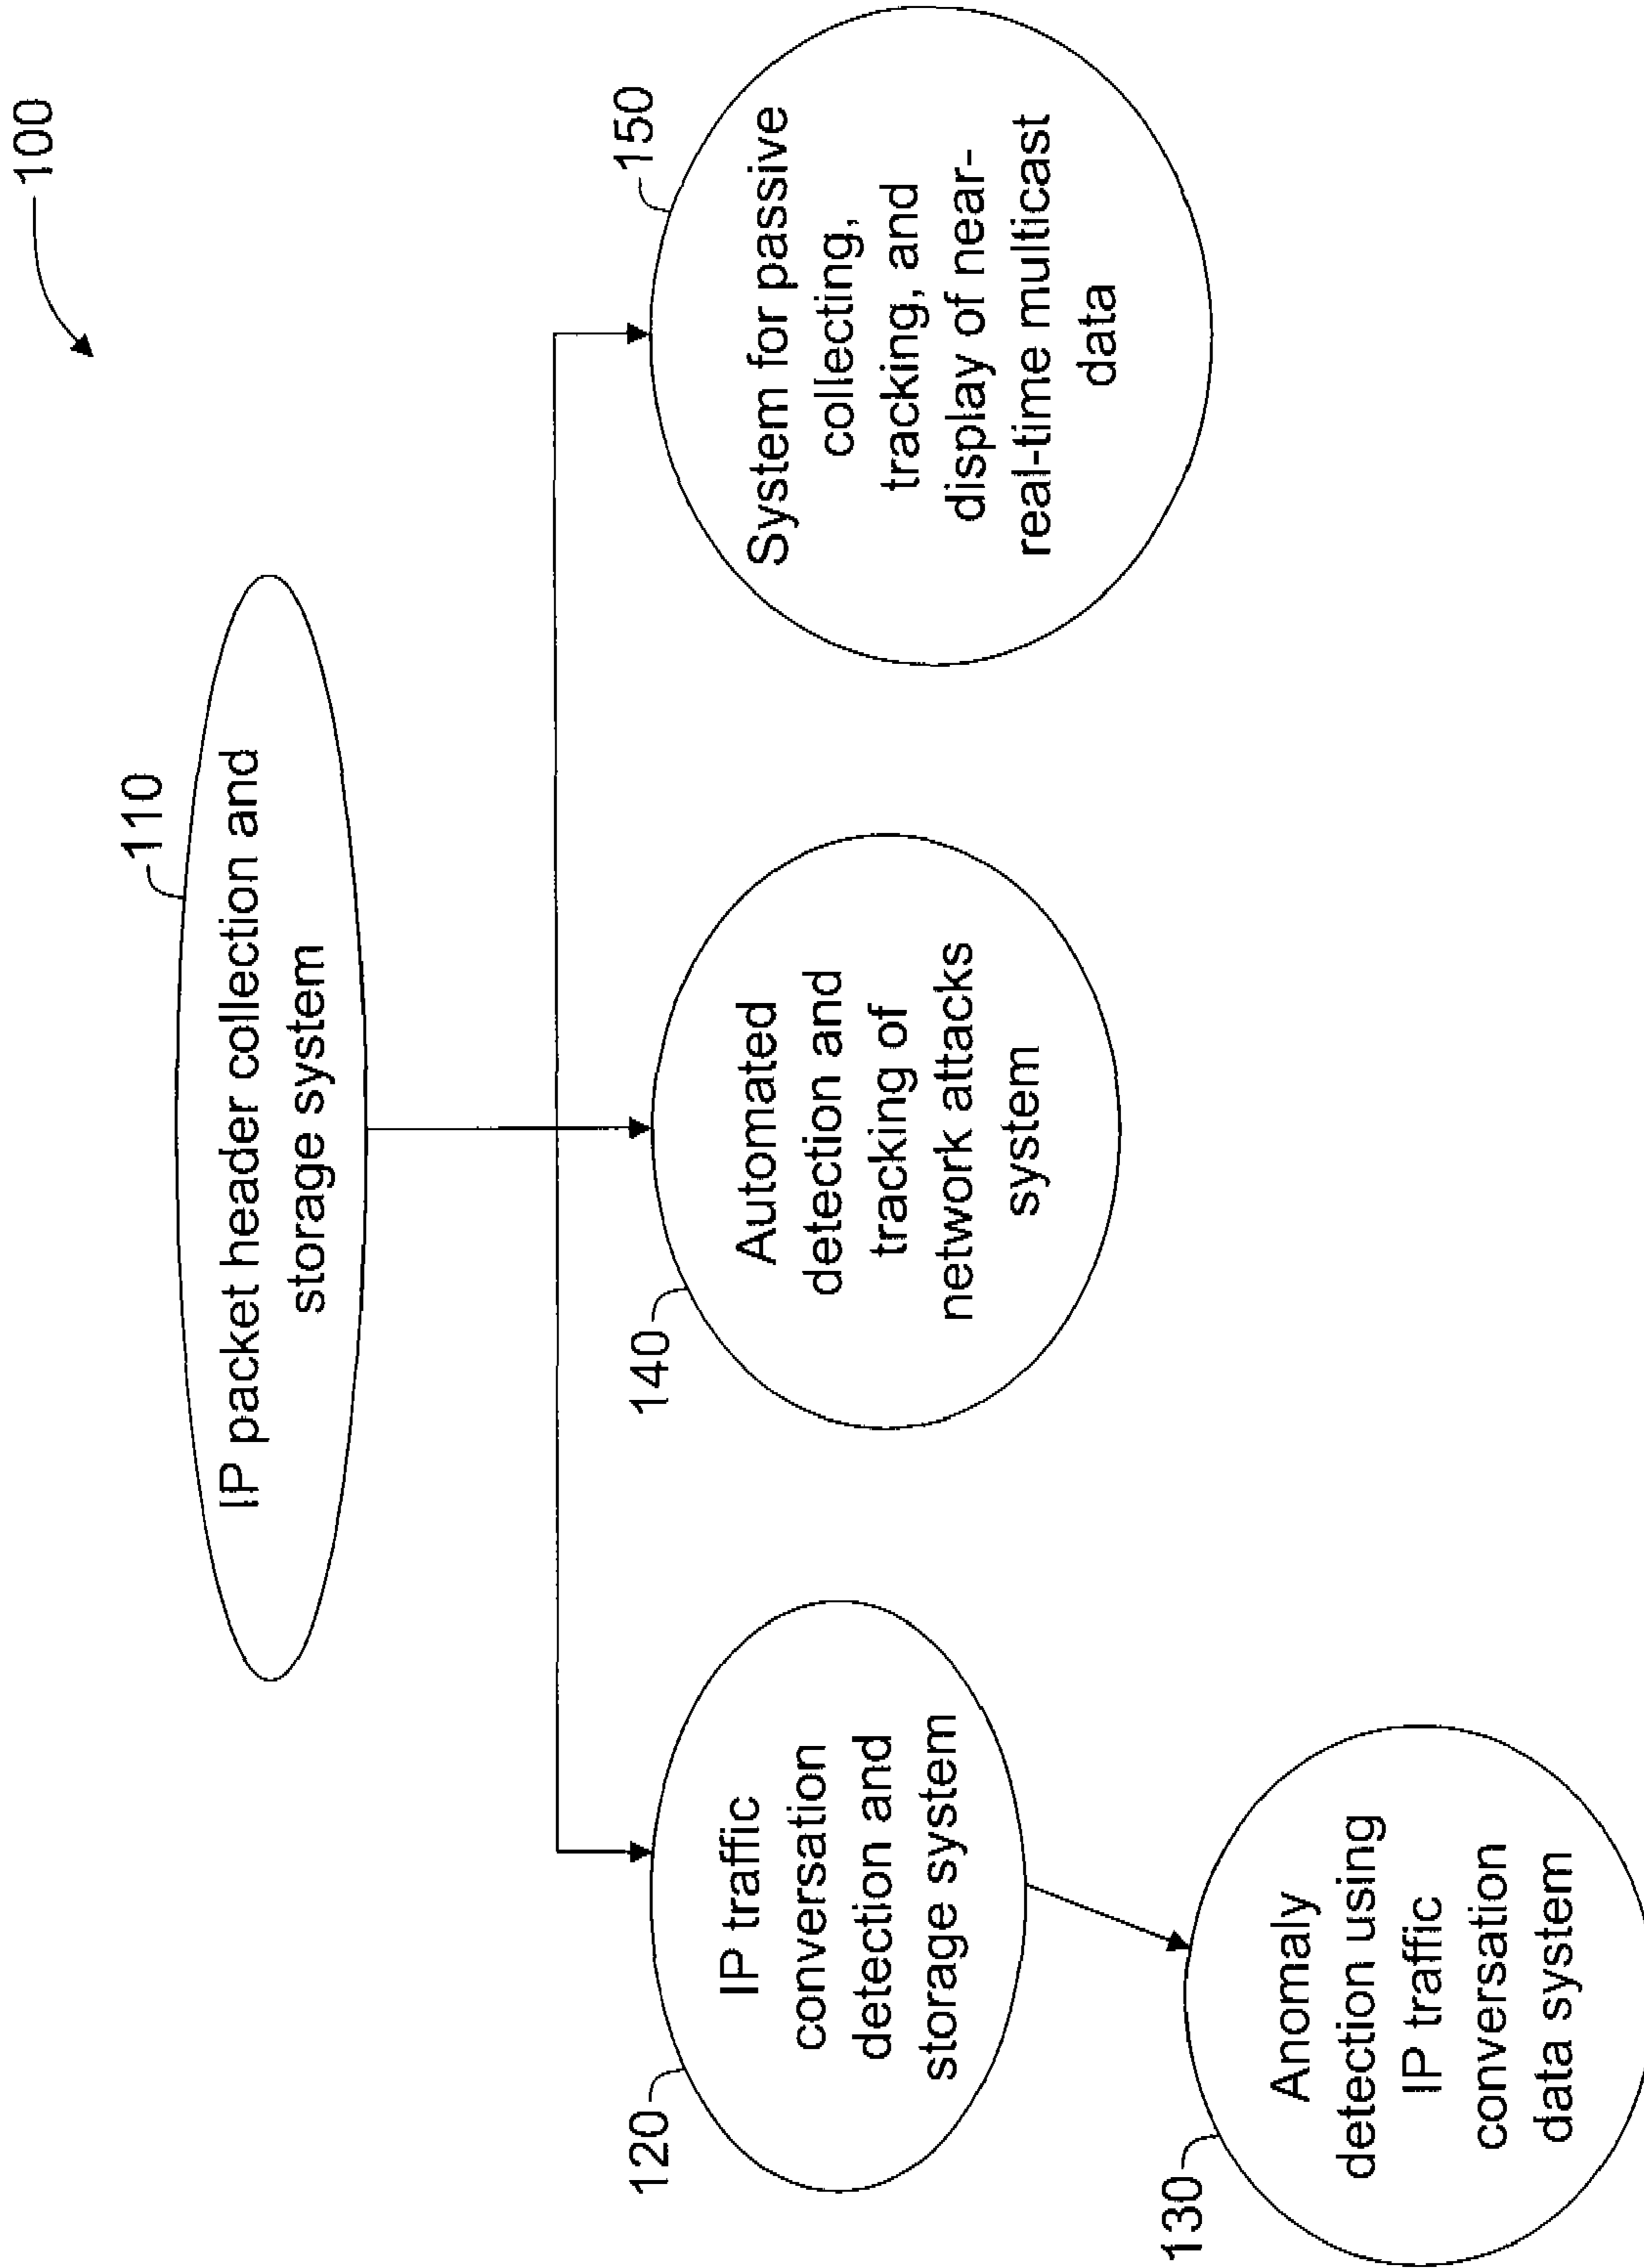 100
110
IP packet header collection and
storage system
120
IP traffic
conversation
detection and
storage system
140
Automated
detection and
tracking of
network attacks
system
150
System for passive
collecting,
tracking, and
display of near-
real-time multicast
data
130
Anomaly
detection using
IP traffic
conversation
data system